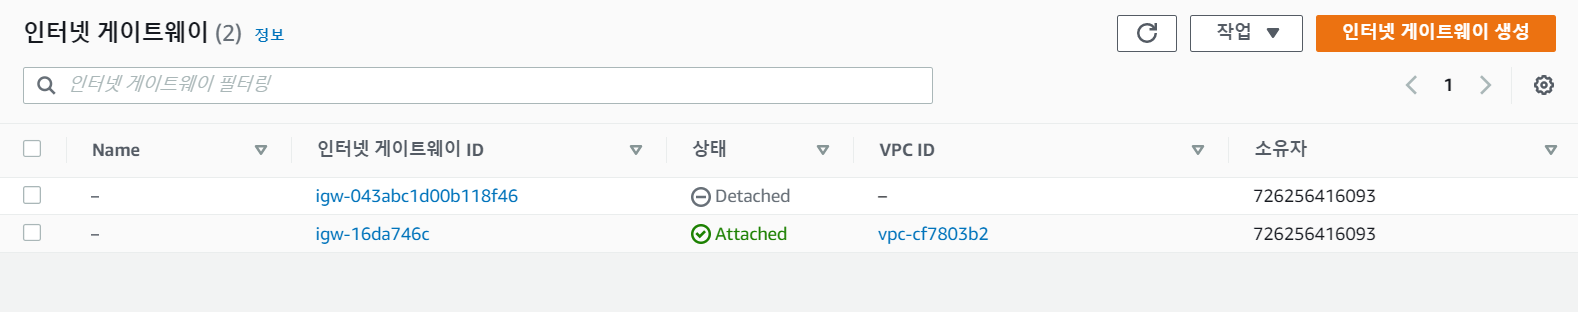 인터넷 게이트웨이 (2) 정보 작업 인터넷 게이트웨이 생성
인터넷 게이트웨이 필터링 1
Name 인터넷 게이트웨이 ID 상태 VPC ID 소유자
– igw-043abc1d00b118f46 Detached – 726256416093
– igw-16da746c Attached vpc-cf7803b2 726256416093